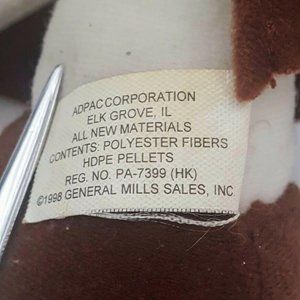 ADPAC CORPORATION
ELK GROVE, IL
ALL NEW MATERIALS
CONTENTS: POLYESTER FIBERS
HDPE PELLETS
REG. NO. PA-7399 (HK)
©1998 GENERAL MILLS SALES, INC